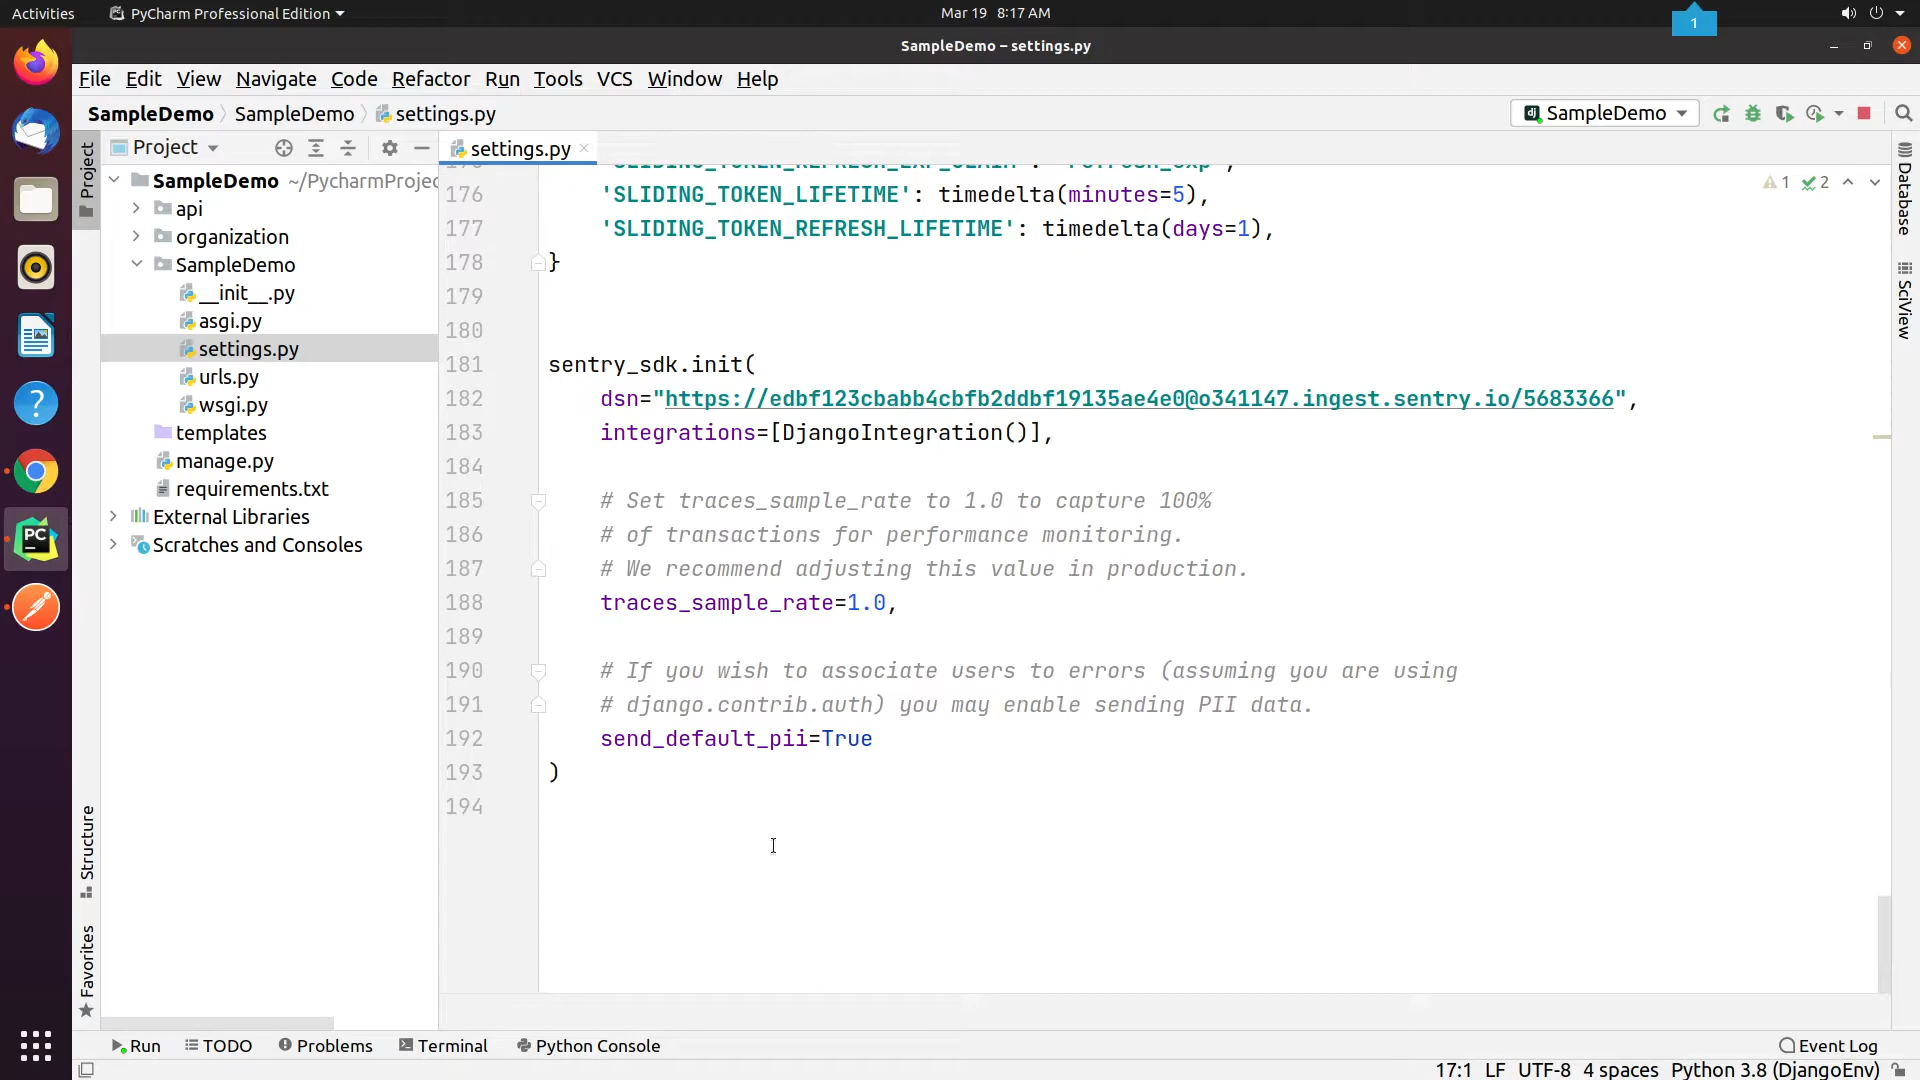 Activities PyCharm Professional Edition Mar 19 8:17 AM 1
SampleDemo – settings.py
File Edit View Navigate Code Refactor Run Tools VCS Window Help
SampleDemo SampleDemo settings.py SampleDemo
Project settings.py
Project
SampleDemo ~/PycharmProjec
api
organization
SampleDemo
__init__.py
asgi.py
settings.py
urls.py
wsgi.py
templates
manage.py
requirements.txt
External Libraries
Scratches and Consoles
Structure
Favorites
1 2
176 'SLIDING_TOKEN_LIFETIME': timedelta(minutes=5),
177 'SLIDING_TOKEN_REFRESH_LIFETIME': timedelta(days=1),
178 }
179
180
181 sentry_sdk.init(
182 dsn="https://edbf123cbabb4cbfb2ddbf19135ae4e0@o341147.ingest.sentry.io/5683366",
183 integrations=[DjangoIntegration()],
184
185 # Set traces_sample_rate to 1.0 to capture 100%
186 # of transactions for performance monitoring.
187 # We recommend adjusting this value in production.
188 traces_sample_rate=1.0,
189
190 # If you wish to associate users to errors (assuming you are using
191 # django.contrib.auth) you may enable sending PII data.
192 send_default_pii=True
193 )
194
Database
SciView
Run TODO Problems Terminal Python Console Event Log
17:1 LF UTF-8 4 spaces Python 3.8 (DjangoEnv)